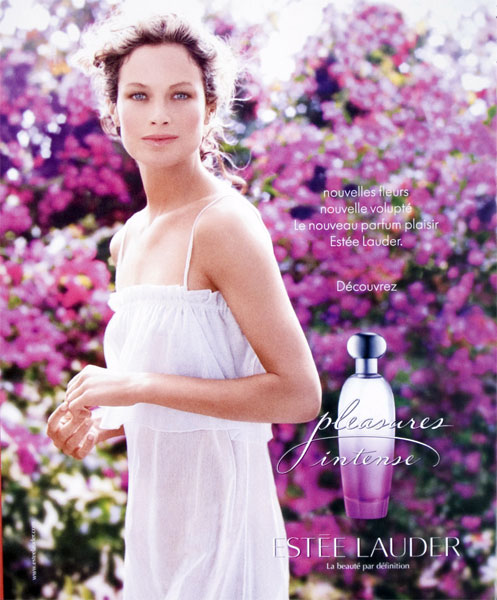 nouvelles fleurs
nouvelle volupté
Le nouveau parfum plaisir
Estée Lauder.
Découvrez
pleasures
intense
ESTĒE LAUDER
La beauté par définition